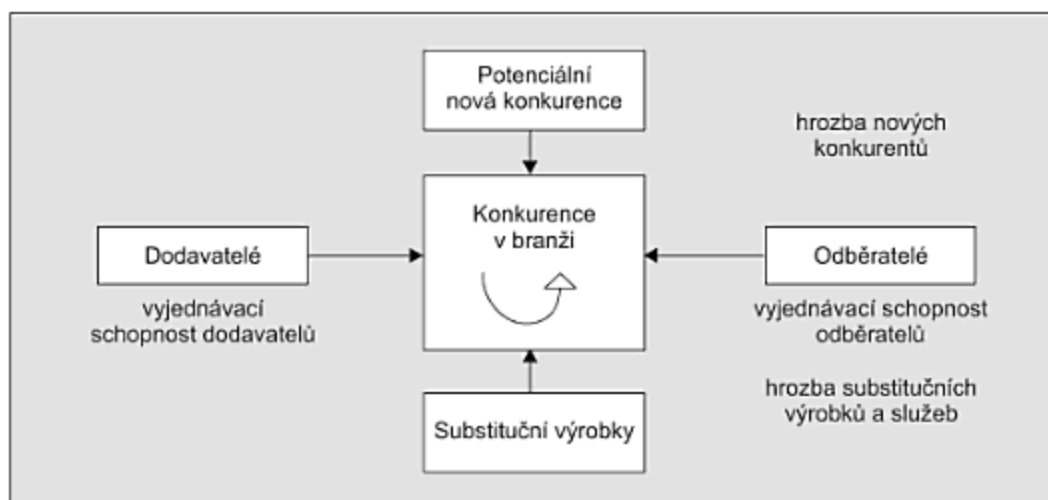 Potenciální
nová konkurence
hrozba nových
konkurentů
Konkurence
v branži
Dodavatelé
Odběratelé
vyjednávací
schopnost dodavatelů
vyjednávací schopnost
odběratelů
hrozba substitučních
výrobků a služeb
Substituční výrobky